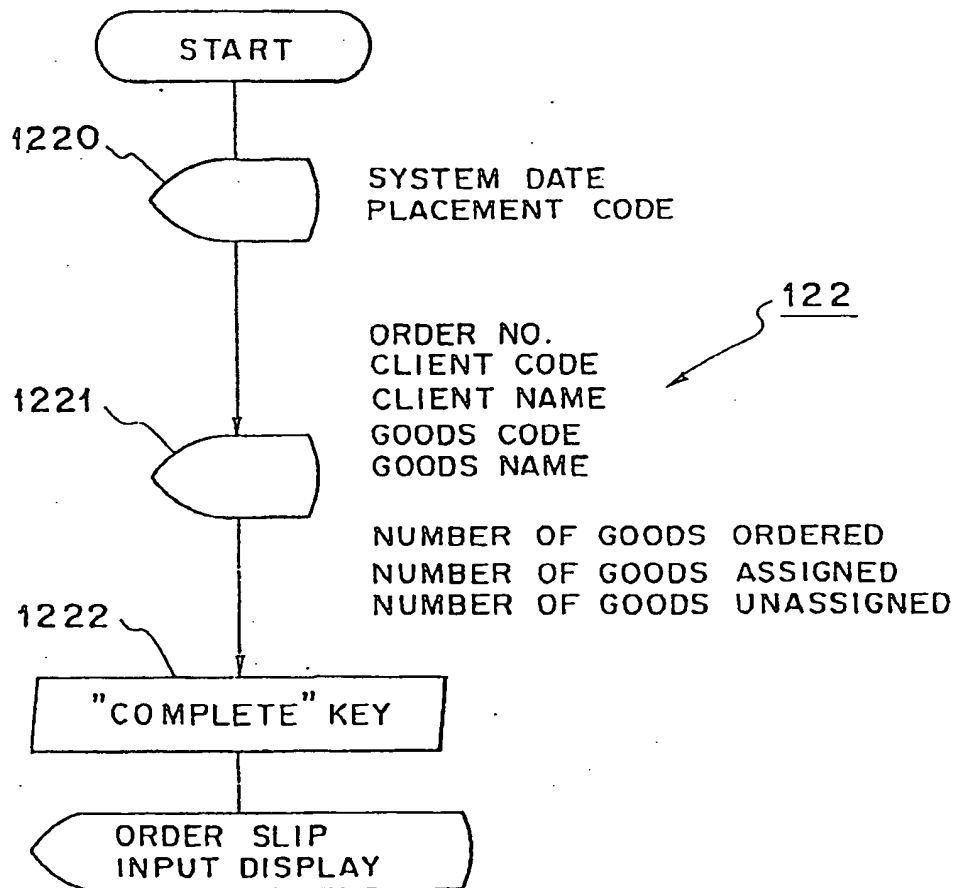 START
1220
SYSTEM DATE
PLACEMENT CODE
122
ORDER NO.
CLIENT CODE
CLIENT NAME
1221
GOODS CODE
GOODS NAME
NUMBER OF GOODS ORDERED
NUMBER OF GOODS ASSIGNED
NUMBER OF GOODS UNASSIGNED
1222
"COMPLETE" KEY
ORDER SLIP
INPUT DISPLAY